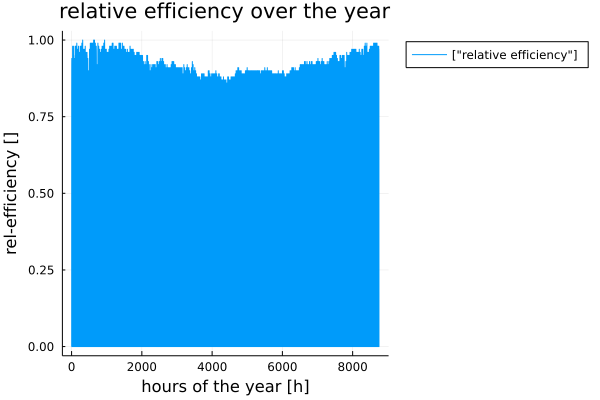 relative efficiency over the year
1.00
0.75
0.50
0.25
0.00
rel-efficiency []
0 2000 4000 6000 8000
hours of the year [h]
["relative efficiency"]